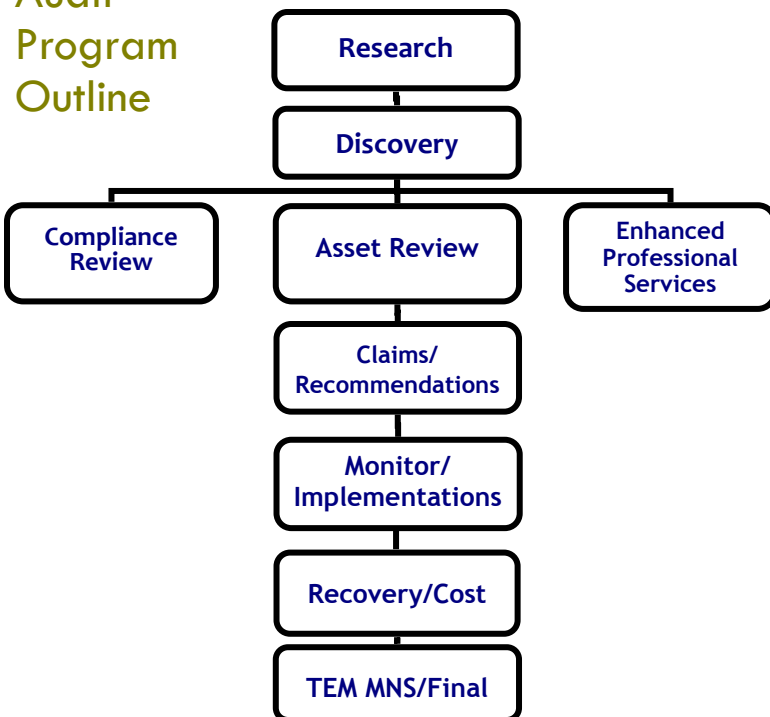 Audit
Program
Outline
Research
Discovery
Compliance
Review
Asset Review
Enhanced
Professional
Services
Claims/
Recommendations
Monitor/
Implementations
Recovery/Cost
TEM MNS/Final